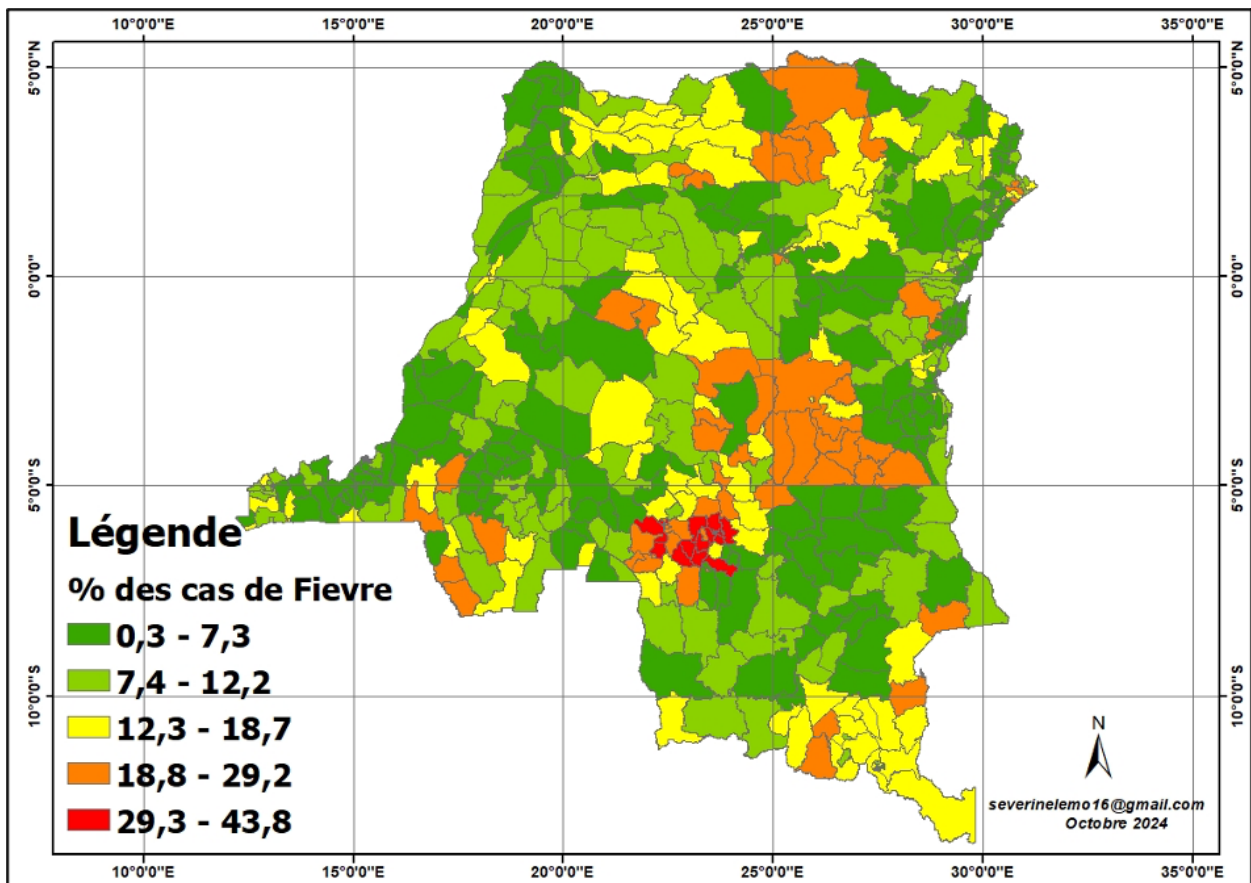 10°0'0"E 15°0'0"E 20°0'0"E 25°0'0"E 30°0'0"E 35°0'0"E
5°0'0"N 5°0'0"N
0°0'0" 0°0'0"
5°0'0"S 5°0'0"S
Légende
% des cas de Fievre
0,3 - 7,3
7,4 - 12,2
12,3 - 18,7
18,8 - 29,2
29,3 - 43,8
10°0'0"S 10°0'0"S
N
severinelemo16@gmail.com
Octobre 2024
10°0'0"E 15°0'0"E 20°0'0"E 25°0'0"E 30°0'0"E 35°0'0"E